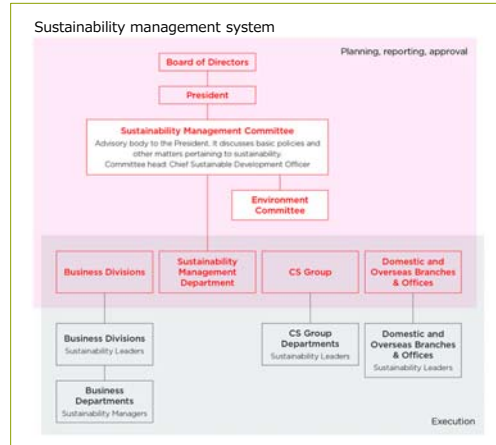 Sustainability management system
Planning, reporting, approval
Board of Directors
President
Sustainability Management Committee
Advisory body to the President. It discusses basic policies and
other matters pertaining to sustainability.
Committee head: Chief Sustainable Development Officer
Environment
Committee
Business Divisions
Sustainability
Management
Department
CS Group
Domestic and
Overseas Branches
& Offices
Business Divisions
Sustainability Leaders
CS Group
Departments
Sustainability Leaders
Domestic and
Overseas Branches
& Offices
Sustainability Leaders
Business
Departments
Sustainability Managers
Execution